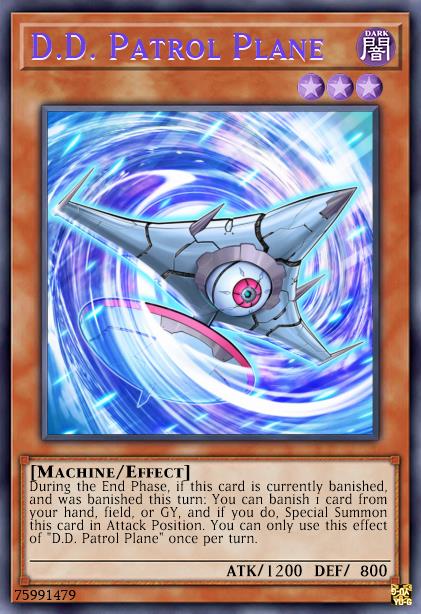 D.D. Patrol Plane
DARK
闇
[Machine/Effect]
During the End Phase, if this card is currently banished,
and was banished this turn: You can banish 1 card from
your hand, field, or GY, and if you do, Special Summon
this card in Attack Position. You can only use this effect
of "D.D. Patrol Plane" once per turn.
ATK/1200 DEF/ 800
75991479